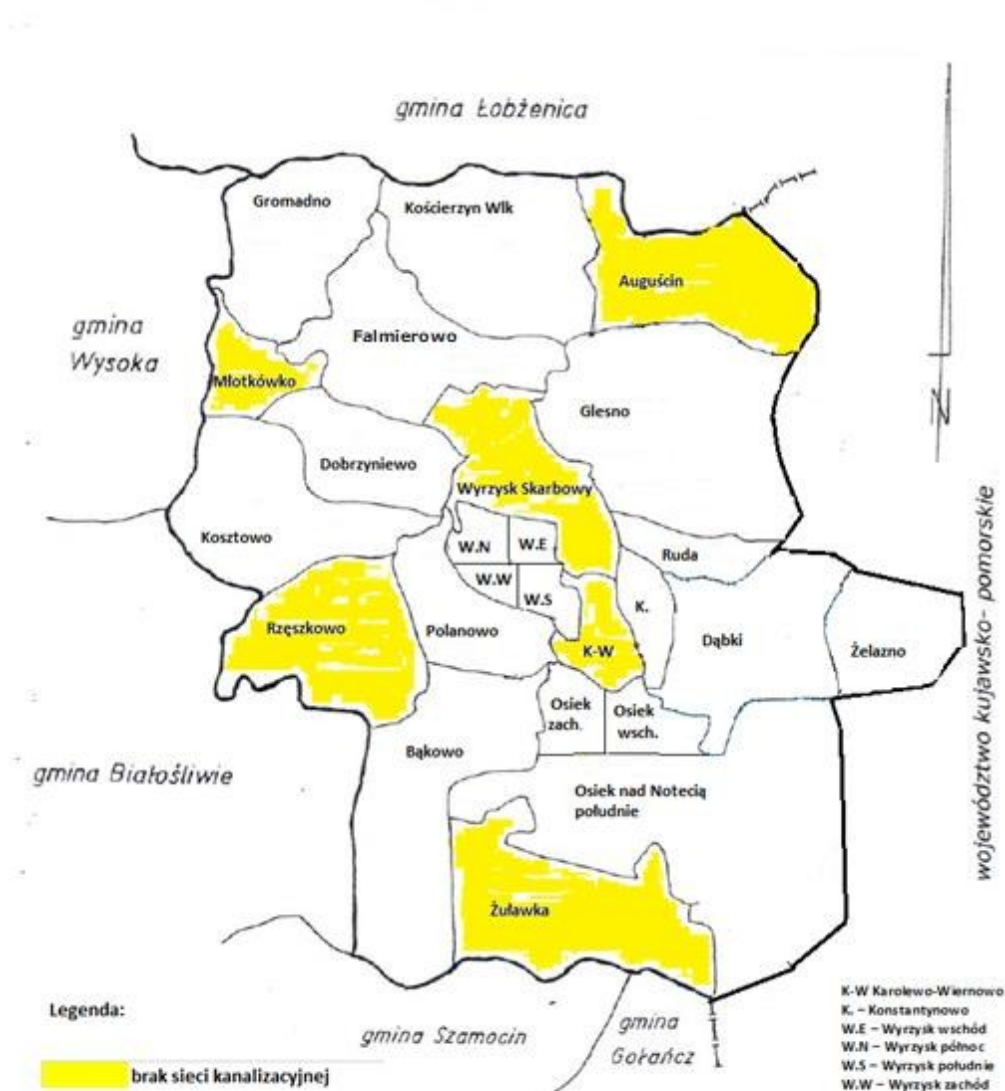 gmina Łobżenica
Gromadno
Kościerzyn Wlk
Auguścin
gmina
Wysoka
Falmierowo
Młotkówko
Glesno
N
Dobrzyniewo
Wyrzysk Skarbowy
Kosztowo
W.N
W.E
Ruda
W.W
W.S
K.
Rzęszkowo
Polanowo
K-W
Dąbki
Żelazno
województwo kujawsko- pomorskie
Osiek
zach.
Osiek
wsch.
Bąkowo
gmina Białośliwie
Osiek nad Notecią
południe
Żuławka
Legenda:
gmina Szamocin
gmina
Gołańcz
brak sieci kanalizacyjnej
K-W Karolewo-Wiernowo
K. – Konstantynowo
W.E – Wyrzysk wschód
W.N – Wyrzysk północ
W.S – Wyrzysk południe
W.W – Wyrzysk zachód